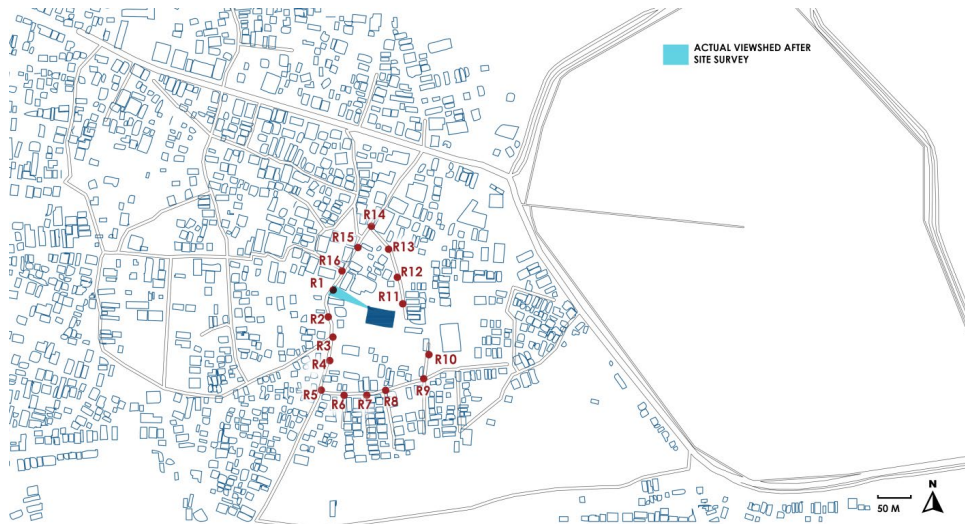 ACTUAL VIEWSHED AFTER
SITE SURVEY
R14
R15
R13
R16
R12
R1
R11
R2
R3
R10
R4
R5
R6
R7
R8
R9
N
50 M